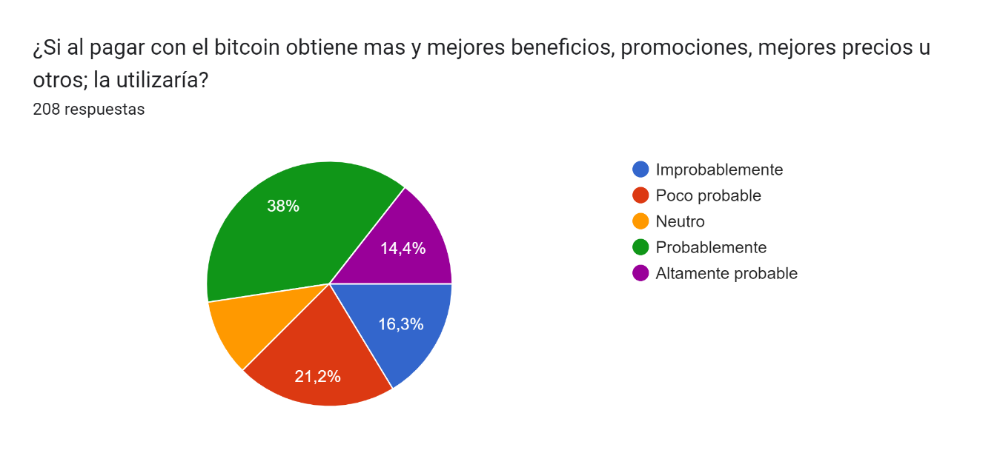 ¿Si al pagar con el bitcoin obtiene mas y mejores beneficios, promociones, mejores precios u
otros; la utilizaría?
208 respuestas
38%
14,4%
16,3%
21,2%
Improbablemente
Poco probable
Neutro
Probablemente
Altamente probable